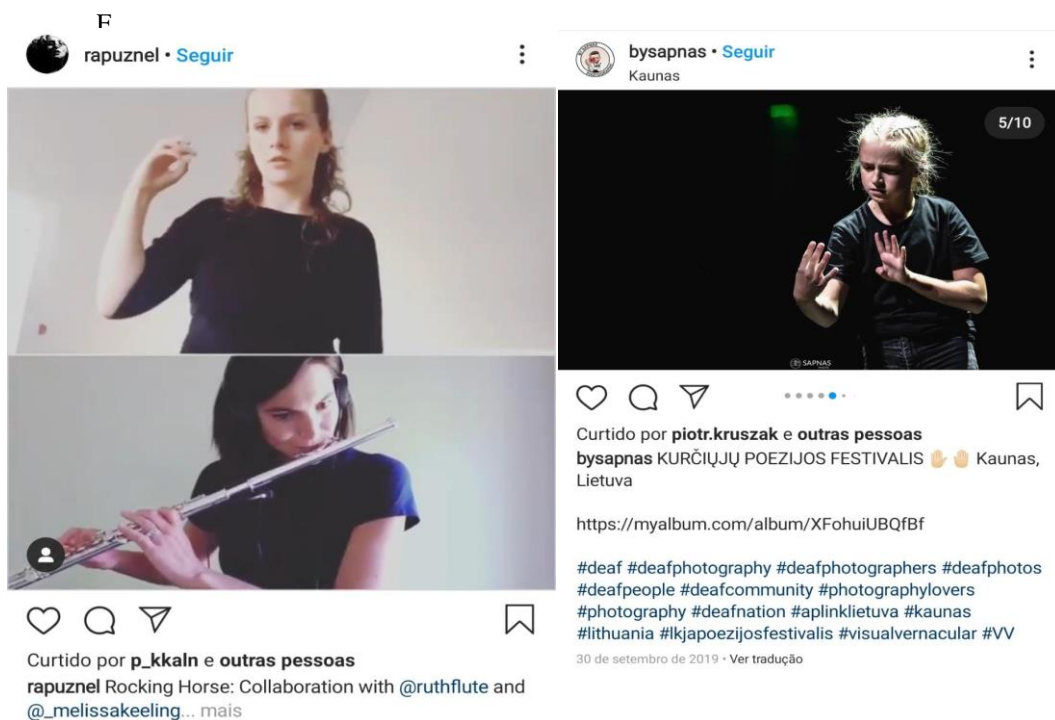 rapuznel • Seguir
Curtido por p_kkaln e outras pessoas
rapuznel Rocking Horse: Collaboration with @ruthflute and
@_melissakeeling... mais
bysapnas • Seguir
Kaunas
5/10
SAPNAS
Curtido por piotr.kruszak e outras pessoas
bysapnas KURČIŲJŲ POEZIJOS FESTIVALIS ✋🏻 🤚🏻 Kaunas,
Lietuva
https://myalbum.com/album/XFohuiUBQfBf
#deaf #deafphotography #deafphotographers #deafphotos
#deafpeople #deafcommunity #photographylovers
#photography #deafnation #aplinklietuva #kaunas
#lithuania #lkjapoezijosfestivalis #visualvernacular #VV
30 de setembro de 2019 • Ver tradução